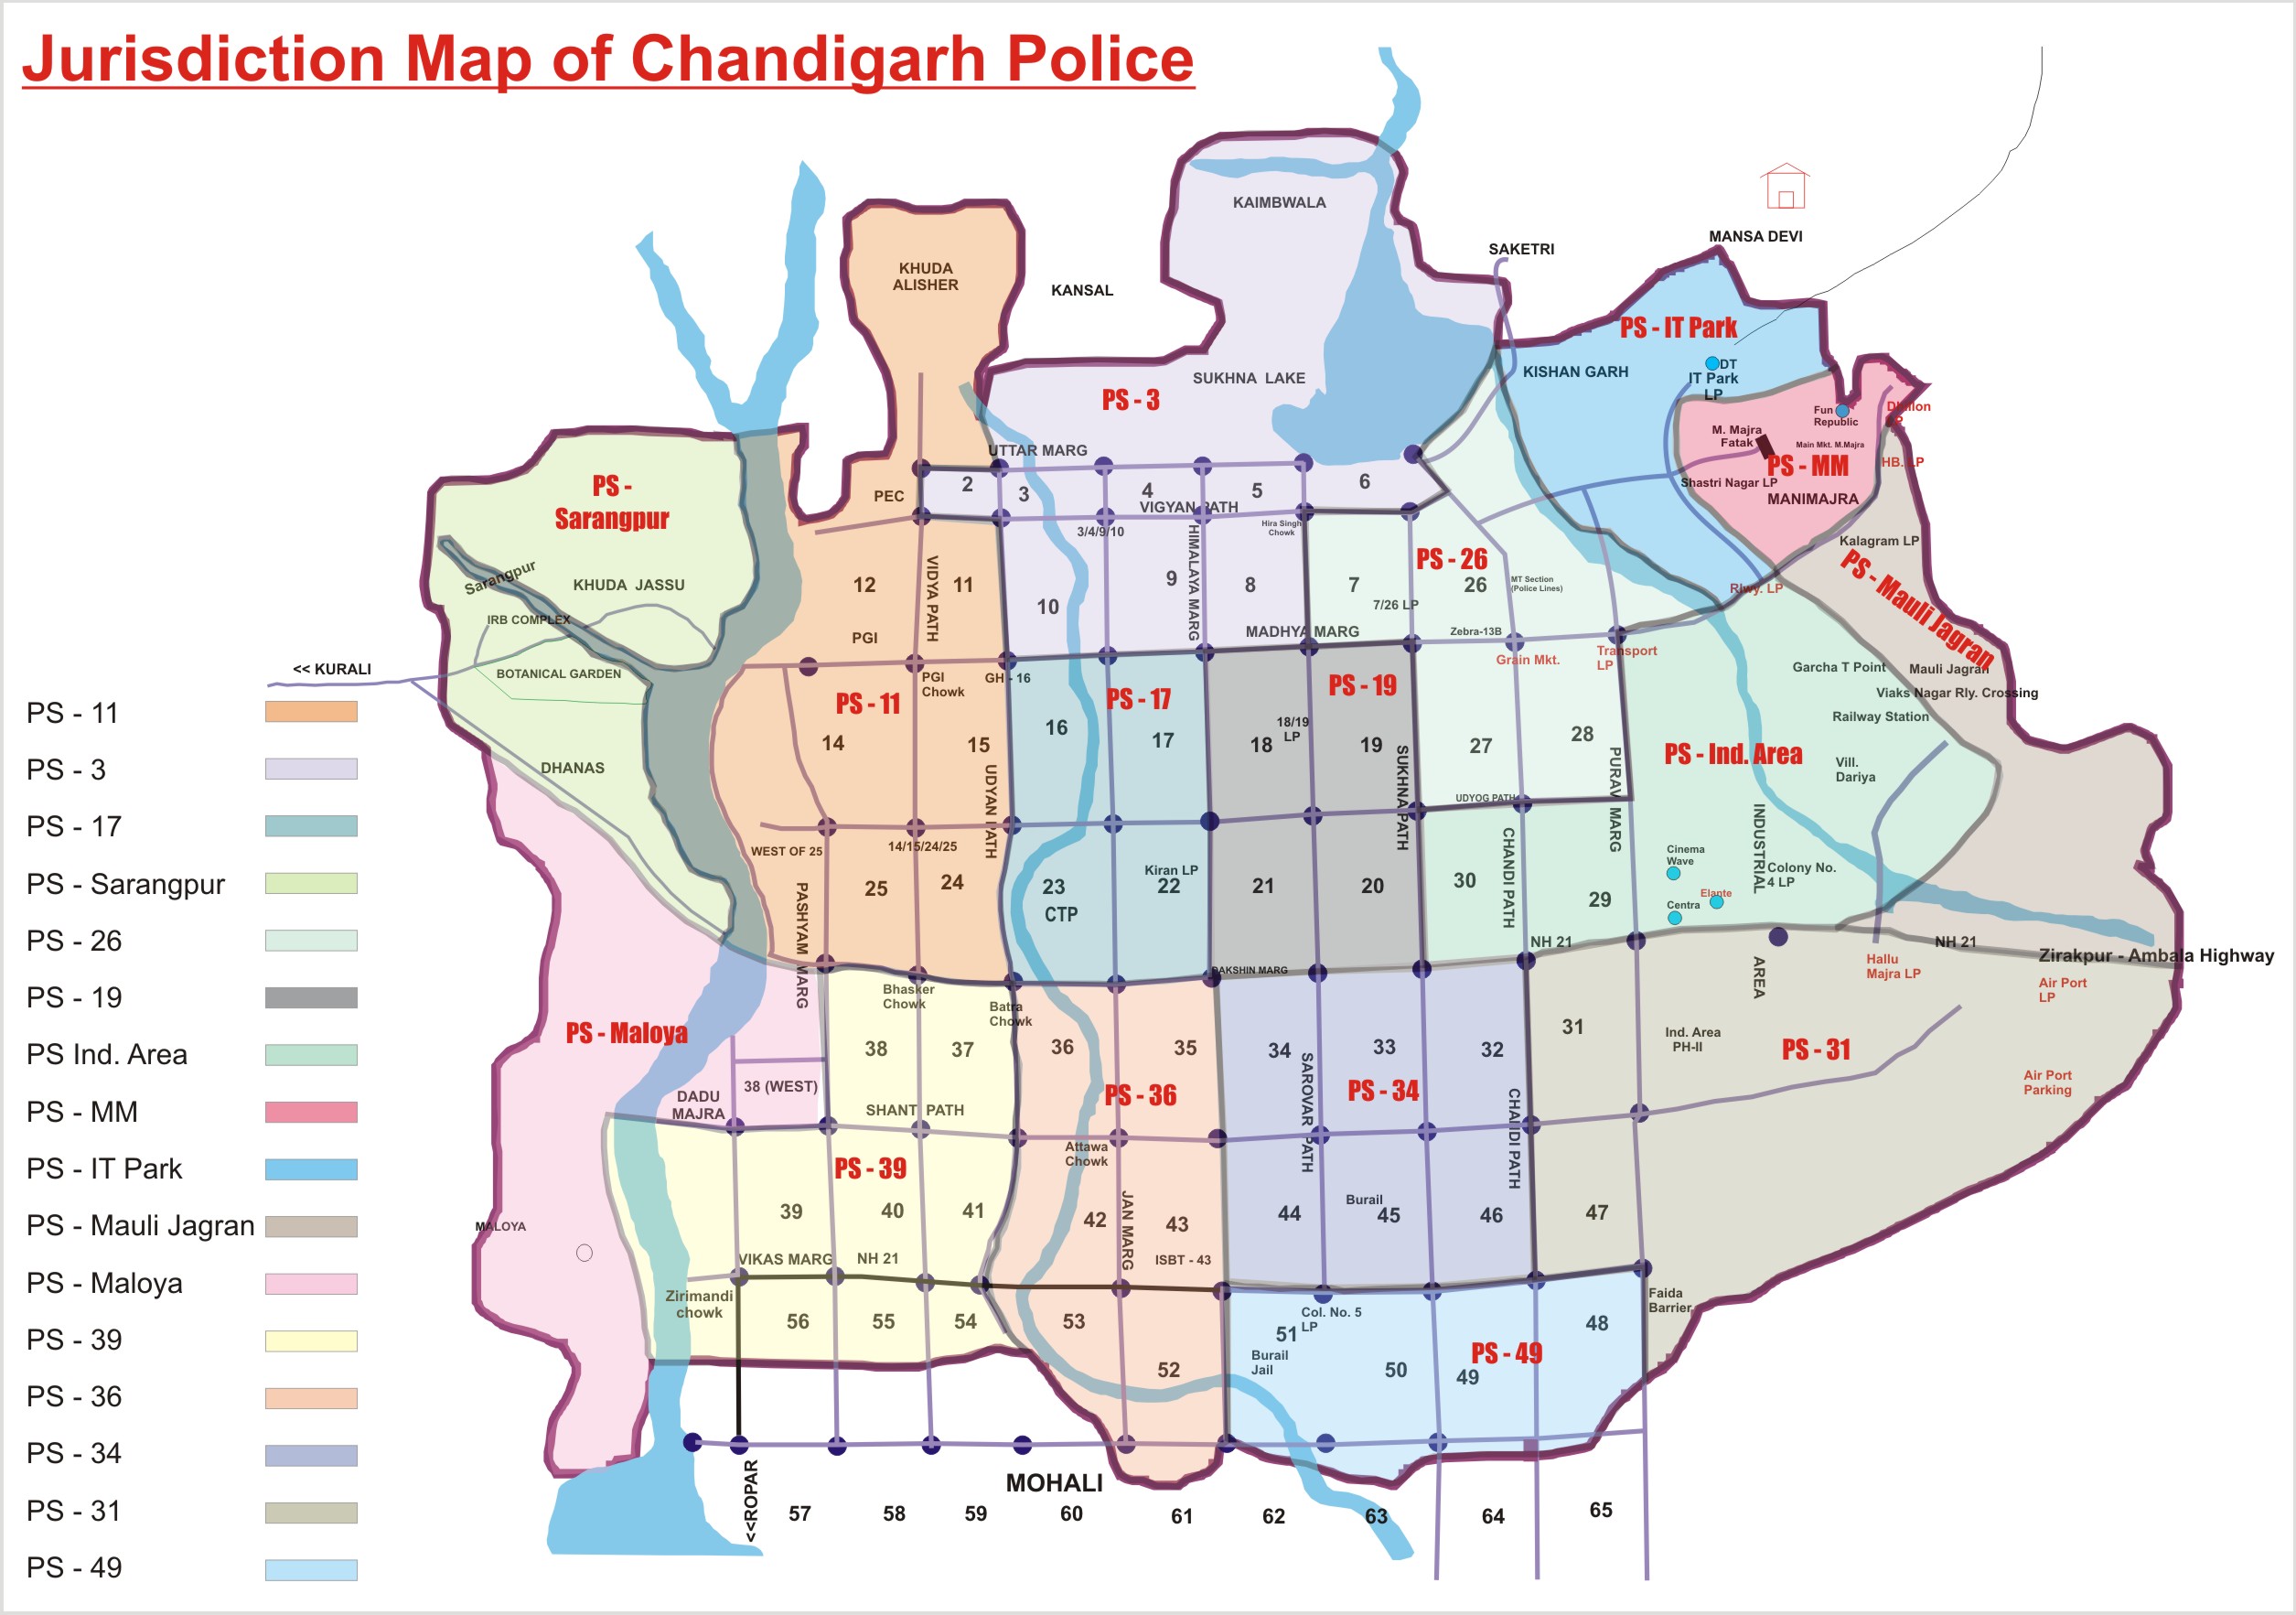 Jurisdiction Map of Chandigarh Police
KAIMBWALA
MANSA DEVI
SAKETRI
KHUDA
ALISHER
KANSAL
PS - IT Park
DT
IT Park
LP
KISHAN GARH
SUKHNA LAKE
PS - 3
Fun
Republic
M. Majra
Fatak
Main Mkt. M.Majra
PS - MM
HB. LP
Shastri Nagar LP
MANIMAJRA
UTTAR MARG
PS -
Sarangpur
PEC
2
3
4
5
6
VIGYAN PATH
3/4/9/10
Hira Singh
Chowk
Kalagram LP
PS - Mauli Jagran
PS - 26
Sarangpur
KHUDA JASSU
IRB COMPLEX
BOTANICAL GARDEN
12
VIDYA PATH
11
10
9
HIMALAYA MARG
8
7
26
MT Section
(Police Lines)
7/26 LP
Rlwy. LP
PGI
MADHYA MARG
Zebra-13B
Grain Mkt.
Transport
LP
<< KURALI
PGI
Chowk
GH - 16
PS - 11
PS - 17
PS - 19
Garcha T Point
Mauli Jagran
Viaks Nagar Rly. Crossing
Railway Station
14
15
16
17
18
18/19
LP
19
27
28
PS - Ind. Area
Vill.
Dariya
DHANAS
UDYAN PATH
SUKHNA PATH
PURAV MARG
UDYOG PATH
WEST OF 25
14/15/24/25
CHANDI PATH
INDUSTRIAL
AREA
Cinema
Wave
Colony No.
4 LP
Elante
Centra
25
24
23
CTP
Kiran LP
22
21
20
30
29
PASHYAM MARG
NH 21
NH 21
Zirakpur - Ambala Highway
DAKSHIN MARG
Hallu
Majra LP
Air Port
LP
Bhasker
Chowk
Batra
Chowk
PS - Maloya
38
37
36
35
34
33
32
31
Ind. Area
PH-II
PS - 31
Air Port
Parking
38 (WEST)
DADU
MAJRA
SHANTI PATH
PS - 36
SAROVAR PATH
PS - 34
CHANDI PATH
Attawa
Chowk
PS - 39
39
40
41
42
JAN MARG
43
44
Burail
45
46
47
MALOYA
ISBT - 43
VIKAS MARG
NH 21
Zirimandi
chowk
Faida
Barrier
56
55
54
53
52
51
Col. No. 5
LP
Burail
Jail
50
49
PS - 49
48
MOHALI
<<ROPAR
57
58
59
60
61
62
63
64
65
PS - 11
PS - 3
PS - 17
PS - Sarangpur
PS - 26
PS - 19
PS Ind. Area
PS - MM
PS - IT Park
PS - Mauli Jagran
PS - Maloya
PS - 39
PS - 36
PS - 34
PS - 31
PS - 49